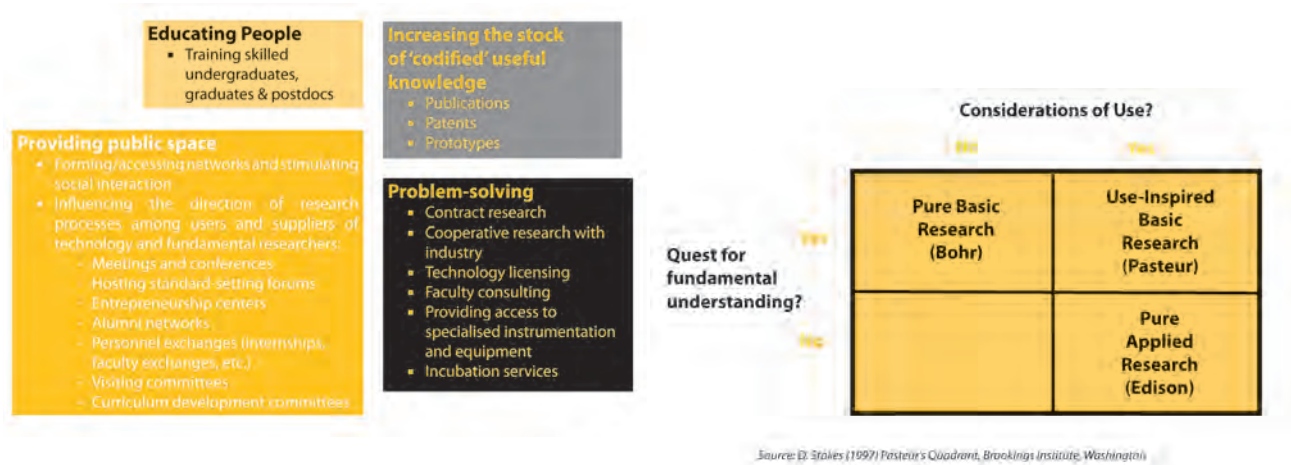 Educating People
▪ Training skilled
undergraduates,
graduates & postdocs
Increasing the stock
of ‘codified’ useful
knowledge
▪ Publications
▪ Patents
▪ Prototypes
Providing public space
▪ Forming/accessing networks and stimulating
social interaction
▪ Influencing the direction of research
processes among users and suppliers of
technology and fundamental researchers:
– Meetings and conferences
Hosting standard-setting forums
– Entrepreneurship centers
– Alumni networks
– Personnel exchanges (internships,
faculty exchanges, etc.)
– Visiting committees
– Curriculum development committees
Problem-solving
▪ Contract research
▪ Cooperative research with
industry
▪ Technology licensing
▪ Faculty consulting
▪ Providing access to
specialised instrumentation
and equipment
▪ Incubation services
Considerations of Use?
No Yes
Quest for
fundamental
understanding?
Yes
No
Pure Basic
Research
(Bohr)
Use-Inspired
Basic
Research
(Pasteur)
Pure
Applied
Research
(Edison)
Source: D. Stokes (1997) Pasteur's Quadrant, Brookings Institute, Washington